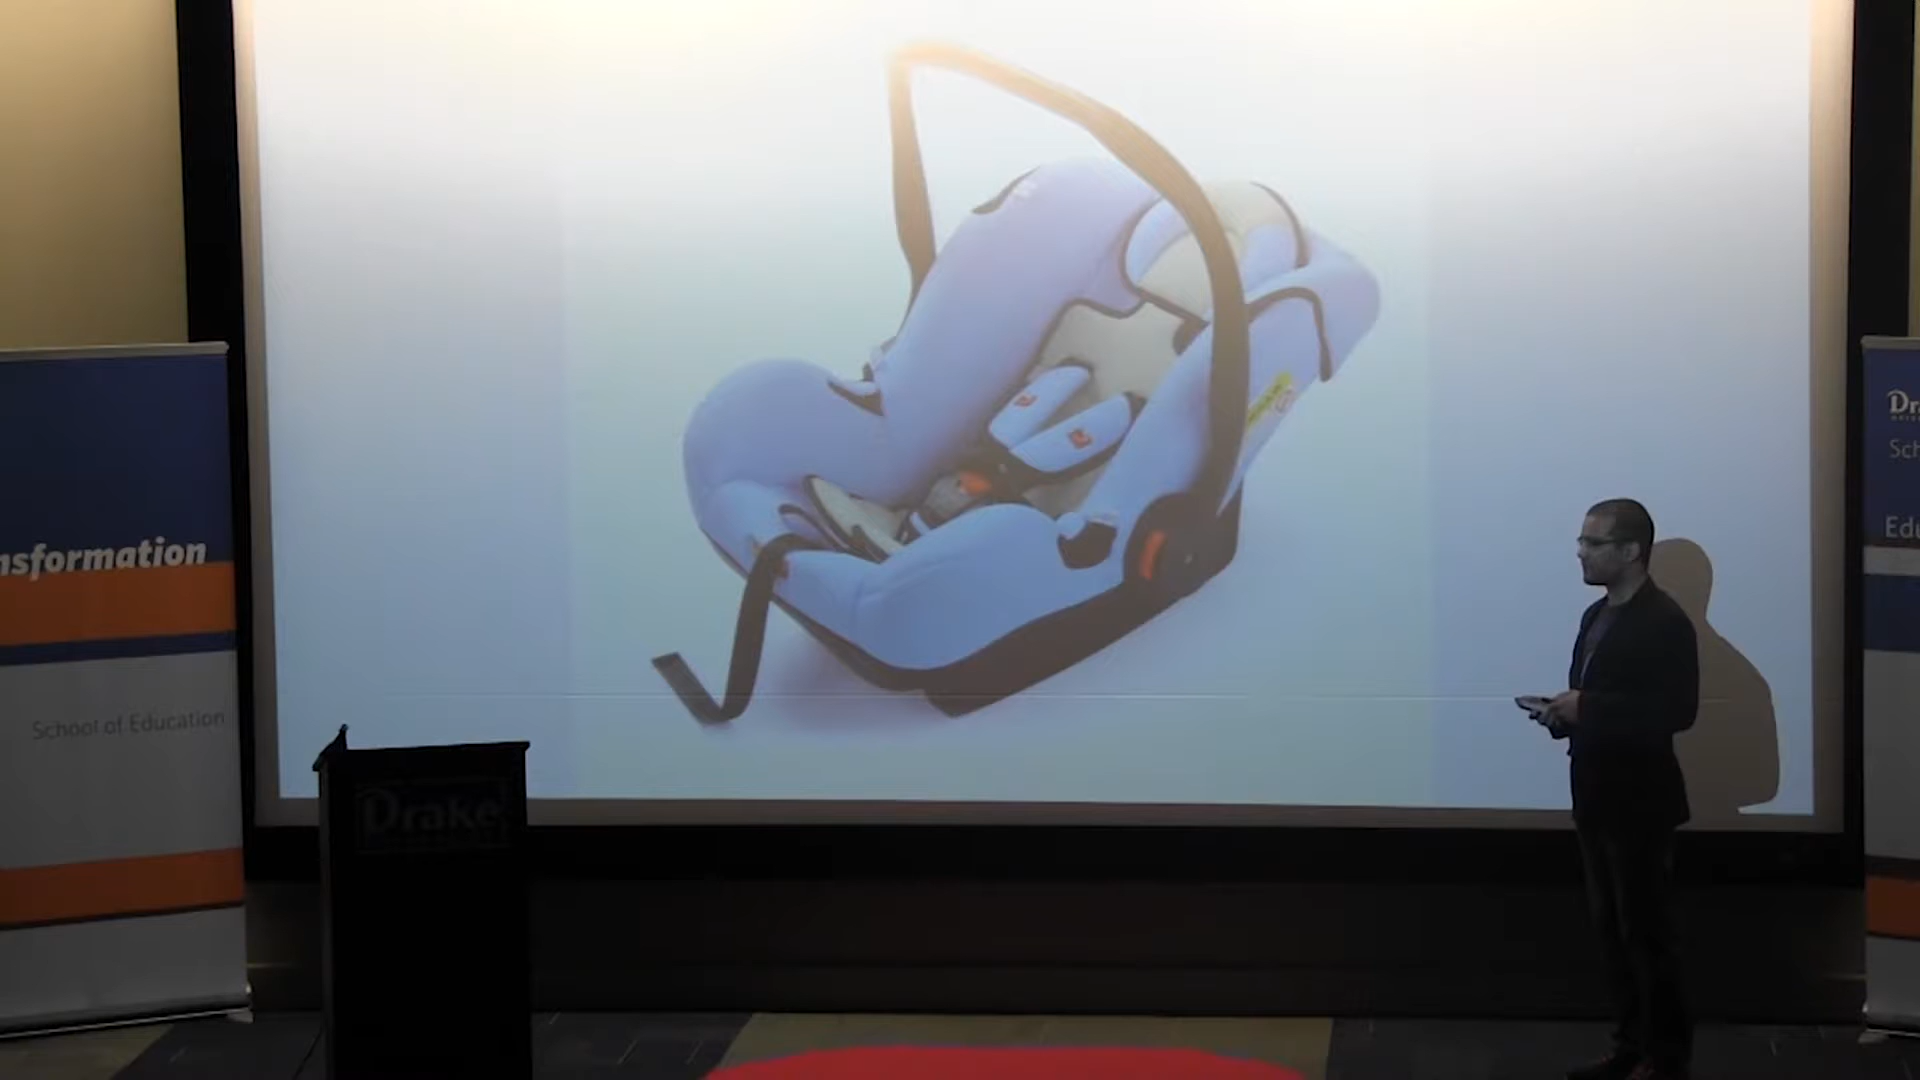 nsformation
School of Education
Drake
Dr
Sch
Edu